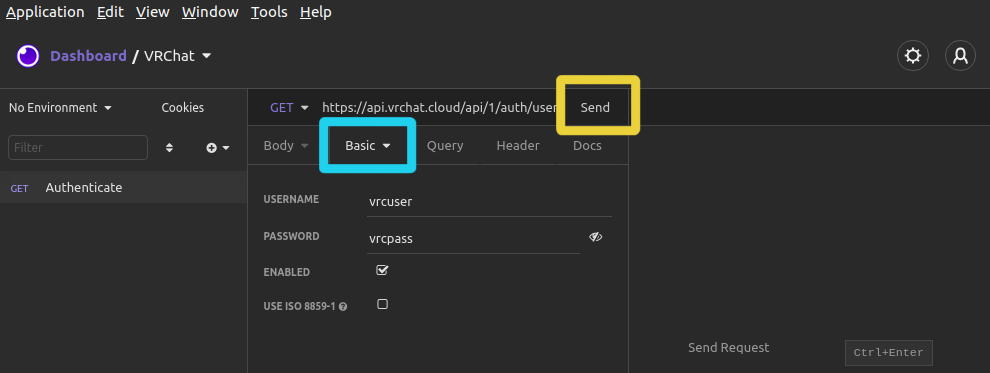 Application Edit View Window Tools Help
Dashboard / VRChat
No Environment Cookies
GET https://api.vrchat.cloud/api/1/auth/user Send
Filter
Body Basic Query Header Docs
GET Authenticate
USERNAME vrcuser
PASSWORD vrcpass
ENABLED
USE ISO 8859-1
Send Request Ctrl+Enter